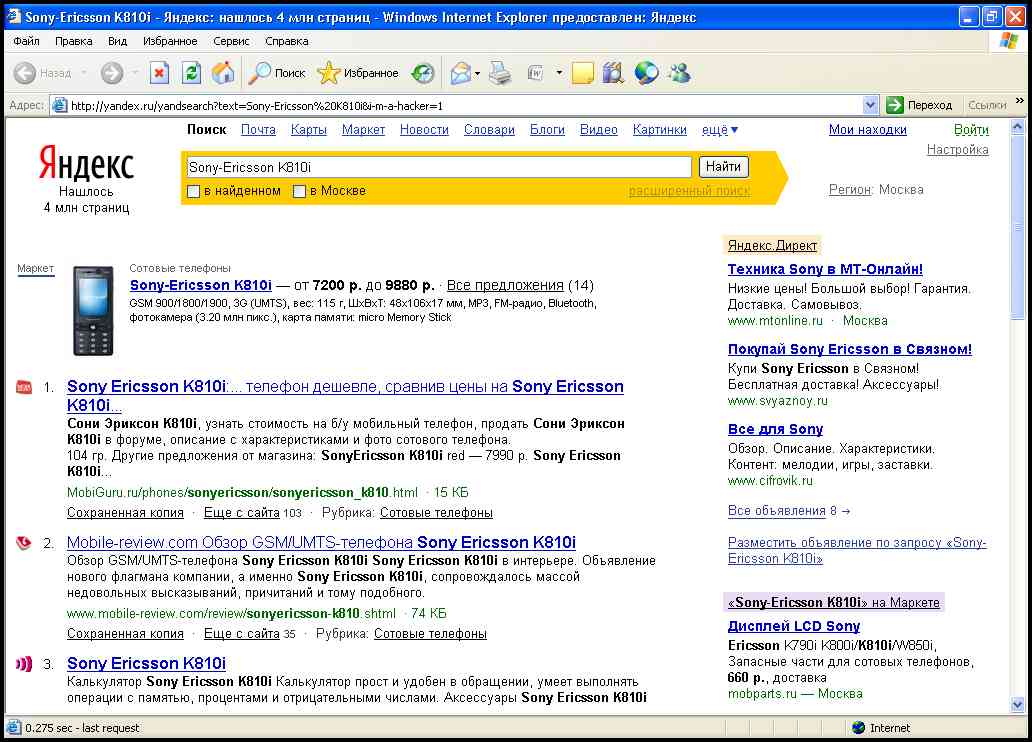 Sony-Ericsson K810i - Яндекс: нашлось 4 млн страниц - Windows Internet Explorer предоставлен: Яндекс
Файл Правка Вид Избранное Сервис Справка
Назад Поиск Избранное
Адрес: http://yandex.ru/yandsearch?text=Sony-Ericsson%20K810i&i-m-a-hacker=1 Переход Ссылки »
Поиск Почта Карты Маркет Новости Словари Блоги Видео Картинки ещё ▼ Мои находки Войти
Настройка
Яндекс
Нашлось
4 млн страниц
Sony-Ericsson K810i Найти
в найденном в Москве расширенный поиск
Регион: Москва
Маркет
Сотовые телефоны
Sony-Ericsson K810i — от 7200 р. до 9880 р. · Все предложения (14)
GSM 900/1800/1900, 3G (UMTS), вес: 115 г, ШxВxТ: 48x106x17 мм, MP3, FM-радио, Bluetooth,
фотокамера (3.20 млн пикс.), карта памяти: micro Memory Stick
1. Sony Ericsson K810i:... телефон дешевле, сравнив цены на Sony Ericsson
K810i...
Сони Эриксон K810i, узнать стоимость на б/у мобильный телефон, продать Сони Эриксон
K810i в форуме, описание с характеристиками и фото сотового телефона.
104 гр. Другие предложения от магазина: SonyEricsson K810i red — 7990 р. Sony Ericsson
K810i...
MobiGuru.ru/phones/sonyericsson/sonyericsson_k810.html · 15 КБ
Сохраненная копия · Еще с сайта 103 · Рубрика: Сотовые телефоны
2. Mobile-review.com Обзор GSM/UMTS-телефона Sony Ericsson K810i
Обзор GSM/UMTS-телефона Sony Ericsson K810i Sony Ericsson K810i в интерьере. Объявление
нового флагмана компании, а именно Sony Ericsson K810i, сопровождалось массой
недовольных высказываний, причитаний и тому подобного.
www.mobile-review.com/review/sonyericsson-k810.shtml · 74 КБ
Сохраненная копия · Еще с сайта 35 · Рубрика: Сотовые телефоны
3. Sony Ericsson K810i
Калькулятор Sony Ericsson K810i Калькулятор прост и удобен в обращении, умеет выполнять
операции с памятью, процентами и отрицательными числами. Аксессуары Sony Ericsson K810i
Яндекс.Директ
Техника Sony в МТ-Онлайн!
Низкие цены! Большой выбор! Гарантия.
Доставка. Самовывоз.
www.mtonline.ru · Москва
Покупай Sony Ericsson в Связном!
Купи Sony Ericsson в Связном!
Бесплатная доставка! Аксессуары!
www.svyaznoy.ru
Все для Sony
Обзор. Описание. Характеристики.
Контент: мелодии, игры, заставки.
www.cifrovik.ru
Все объявления 8 →
Разместить объявление по запросу «Sony-
Ericsson K810i»
«Sony-Ericsson K810i» на Маркете
Дисплей LCD Sony
Ericsson K790i K800i/K810i/W850i,
Запасные части для сотовых телефонов,
660 р., доставка
mobparts.ru — Москва
0.275 sec - last request Internet